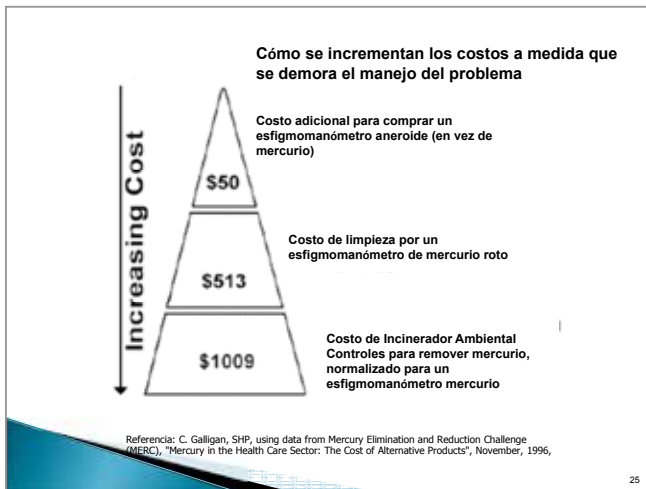 Cómo se incrementan los costos a medida que
se demora el manejo del problema
Increasing Cost
Costo adicional para comprar un
esfigmomanómetro aneroide (en vez de
mercurio)
$50
Costo de limpieza por un
esfigmomanómetro de mercurio roto
$513
Costo de Incinerador Ambiental
Controles para remover mercurio,
normalizado para un
esfigmomanómetro mercurio
$1009
Referencia: C. Galligan, SHP, using data from Mercury Elimination and Reduction Challenge
(MERC), "Mercury in the Health Care Sector: The Cost of Alternative Products", November, 1996,
25